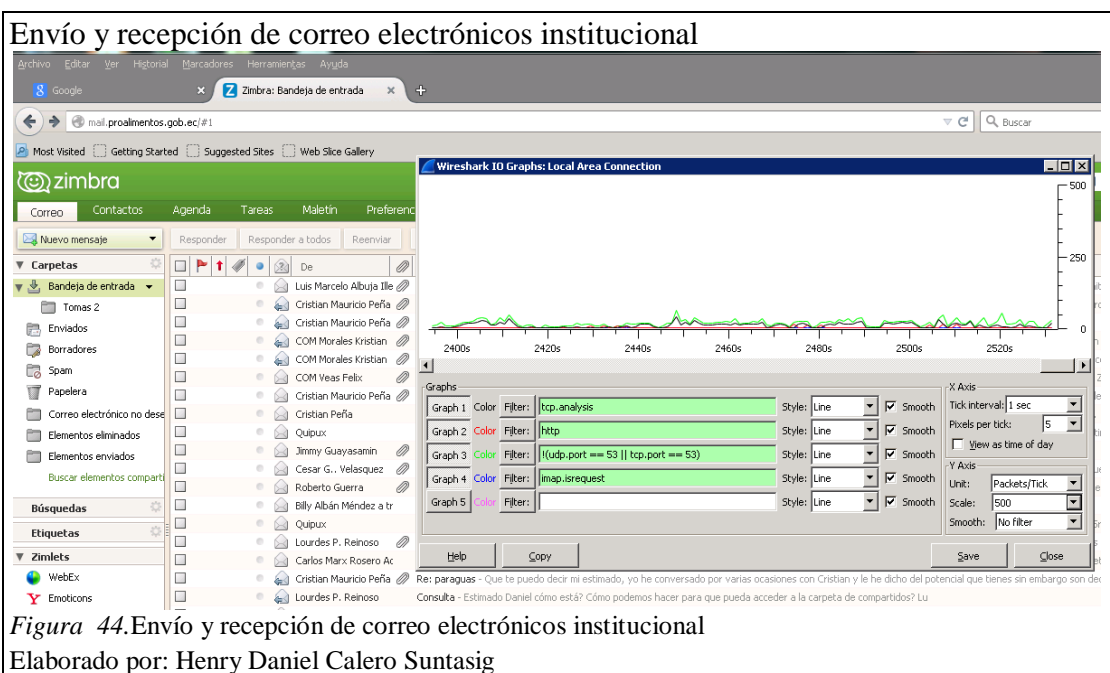 Envío y recepción de correo electrónicos institucional
Archivo Editar Ver Historial Marcadores Herramientas Ayuda
Google × Zimbra: Bandeja de entrada × +
mail.proalimentos.gob.ec/#1 Buscar
Most Visited Getting Started Suggested Sites Web Slice Gallery
Wireshark IO Graphs: Local Area Connection
zimbra
Correo Contactos Agenda Tareas Maletín Preferenc
Nuevo mensaje Responder Responder a todos Reenviar
Carpetas De
Bandeja de entrada Luis Marcelo Albuja Ille
Tomas 2 Cristian Mauricio Peña
Enviados Cristian Mauricio Peña
Borradores COM Morales Kristian
Spam COM Morales Kristian
Papelera COM Veas Felix
Correo electrónico no dese Cristian Mauricio Peña
Elementos eliminados Cristian Peña
Elementos enviados Quipux
Buscar elementos comparti Jimmy Guayasamin
Cesar G.. Velasquez
Búsquedas Roberto Guerra
Billy Albán Méndez a tr
Etiquetas Quipux
Zimlets Lourdes P. Reinoso
WebEx Carlos Marx Rosero Ac
Emoticons Cristian Mauricio Peña
Lourdes P. Reinoso
500
250
0
2400s 2420s 2440s 2460s 2480s 2500s 2520s
Graphs
Graph 1 Color Filter: tcp.analysis Style: Line Smooth
Graph 2 Color Filter: http Style: Line Smooth
Graph 3 Color Filter: !(udp.port == 53 || tcp.port == 53) Style: Line Smooth
Graph 4 Color Filter: imap.isrequest Style: Line Smooth
Graph 5 Color Filter: Style: Line Smooth
X Axis
Tick interval: 1 sec
Pixels per tick: 5
View as time of day
Y Axis
Unit: Packets/Tick
Scale: 500
Smooth: No filter
Help Copy Save Close
Re: paraguas - Que te puedo decir mi estimado, yo he conversado por varias ocasiones con Cristian y le he dicho del potencial que tienes sin embargo son dec
Consulta - Estimado Daniel cómo está? Cómo podemos hacer para que pueda acceder a la carpeta de compartidos? Lu
Figura 44.Envío y recepción de correo electrónicos institucional
Elaborado por: Henry Daniel Calero Suntasig